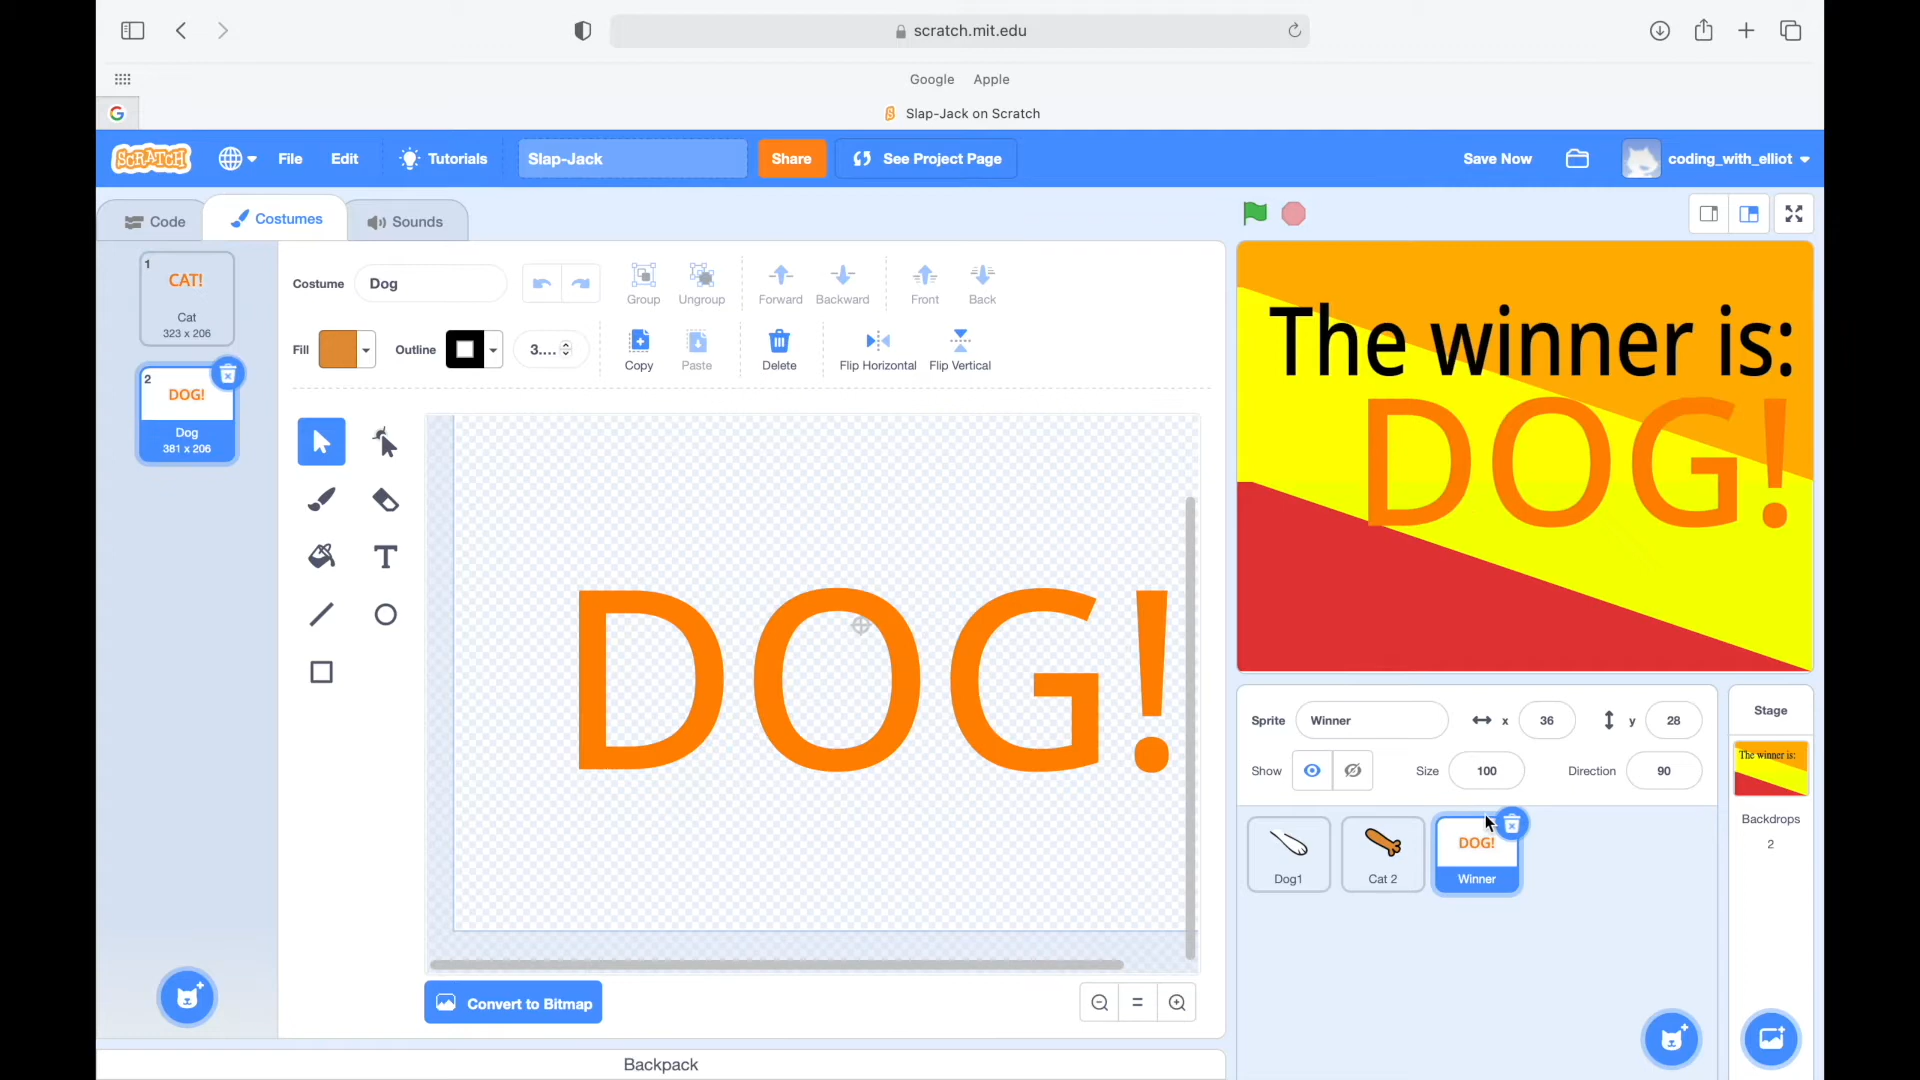 scratch.mit.edu
Google Apple
G
Slap-Jack on Scratch
SCRATCH File Edit Tutorials Slap-Jack Share See Project Page Save Now coding_with_elliot
Code Costumes Sounds
1
CAT!
Cat
323 x 206
2
DOG!
Dog
381 x 206
Costume Dog Group Ungroup Forward Backward Front Back
Fill Outline 3.... Copy Paste Delete Flip Horizontal Flip Vertical
T
DOG!
Convert to Bitmap
=
Backpack
The winner is:
DOG!
Sprite Winner x 36 y 28
Show Size 100 Direction 90
Dog1
Cat 2
DOG!
Winner
Stage
The winner is:
Backdrops
2